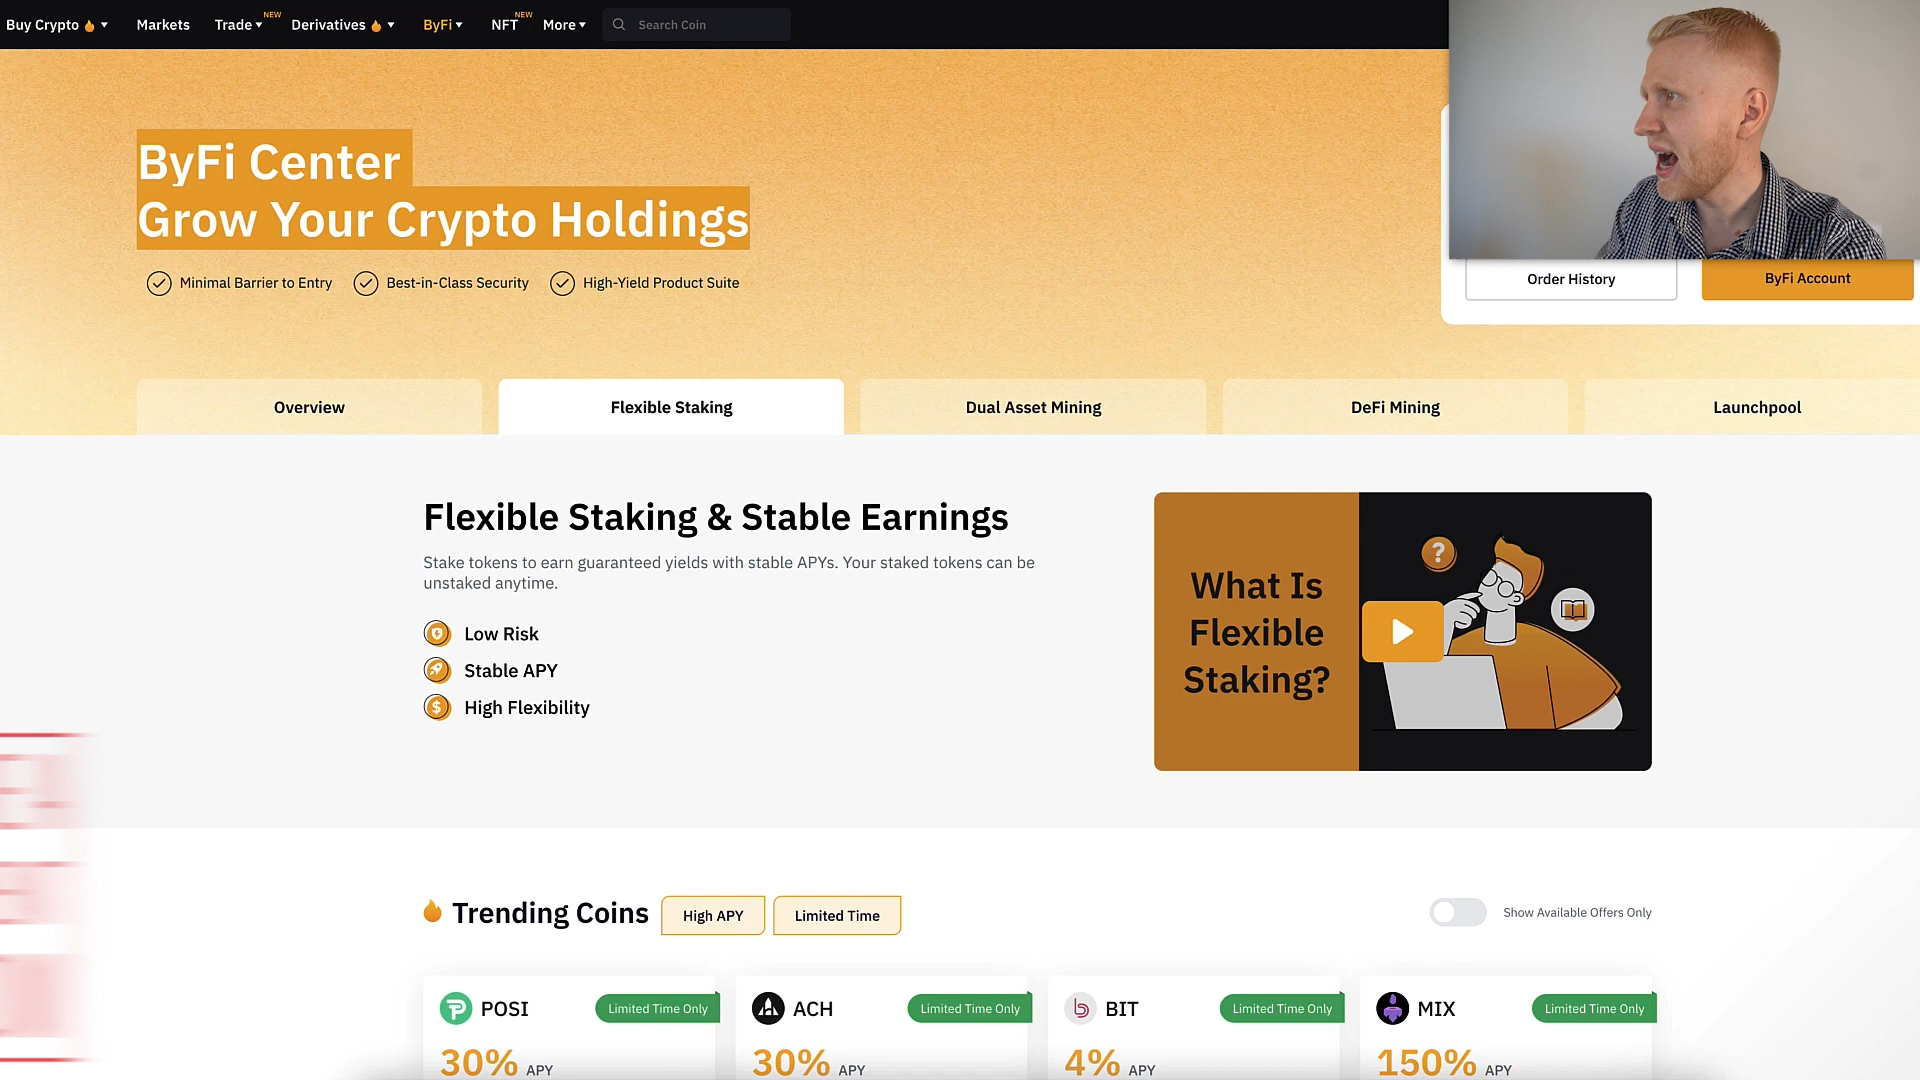 Buy Crypto
Markets
Trade
NEW
Derivatives
ByFi
NFT
NEW
More
Search Coin
ByFi Center
Grow Your Crypto Holdings
Minimal Barrier to Entry
Best-in-Class Security
High-Yield Product Suite
Order History
ByFi Account
Overview
Flexible Staking
Dual Asset Mining
DeFi Mining
Launchpool
Flexible Staking & Stable Earnings
Stake tokens to earn guaranteed yields with stable APYs. Your staked tokens can be
unstaked anytime.
Low Risk
Stable APY
High Flexibility
What Is
Flexible
Staking?
Trending Coins
High APY
Limited Time
Show Available Offers Only
POSI
Limited Time Only
ACH
Limited Time Only
BIT
Limited Time Only
MIX
Limited Time Only
30% APY
30% APY
4% APY
150% APY